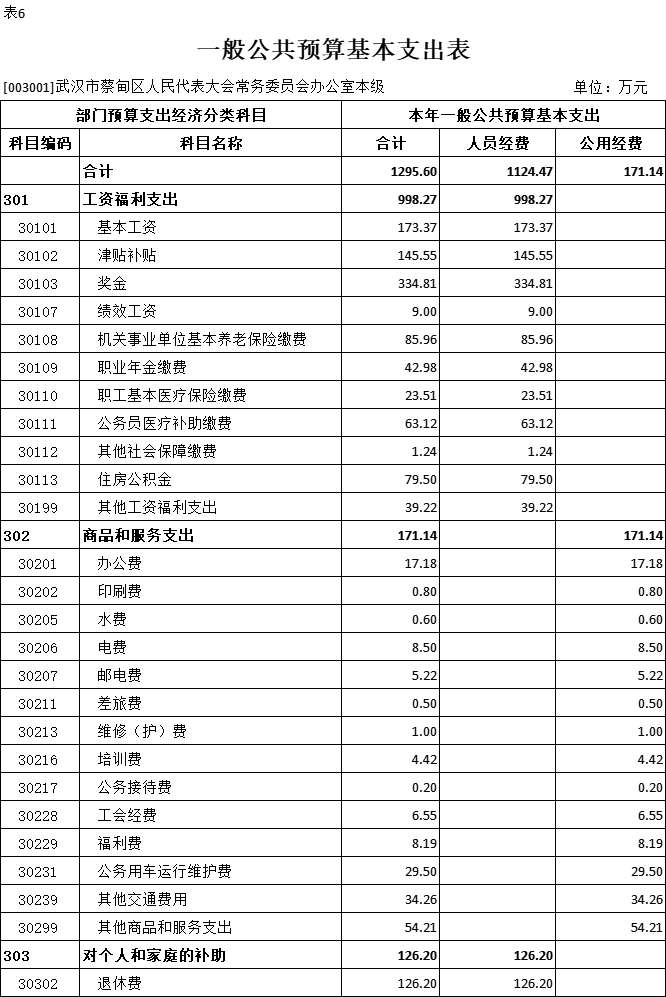 表6
一般公共预算基本支出表
[003001]武汉市蔡甸区人民代表大会常务委员会办公室本级 单位：万元
部门预算支出经济分类科目 本年一般公共预算基本支出
科目编码 科目名称 合计 人员经费 公用经费
合计 1295.60 1124.47 171.14
301 工资福利支出 998.27 998.27
30101 基本工资 173.37 173.37
30102 津贴补贴 145.55 145.55
30103 奖金 334.81 334.81
30107 绩效工资 9.00 9.00
30108 机关事业单位基本养老保险缴费 85.96 85.96
30109 职业年金缴费 42.98 42.98
30110 职工基本医疗保险缴费 23.51 23.51
30111 公务员医疗补助缴费 63.12 63.12
30112 其他社会保障缴费 1.24 1.24
30113 住房公积金 79.50 79.50
30199 其他工资福利支出 39.22 39.22
302 商品和服务支出 171.14 171.14
30201 办公费 17.18 17.18
30202 印刷费 0.80 0.80
30205 水费 0.60 0.60
30206 电费 8.50 8.50
30207 邮电费 5.22 5.22
30211 差旅费 0.50 0.50
30213 维修（护）费 1.00 1.00
30216 培训费 4.42 4.42
30217 公务接待费 0.20 0.20
30228 工会经费 6.55 6.55
30229 福利费 8.19 8.19
30231 公务用车运行维护费 29.50 29.50
30239 其他交通费用 34.26 34.26
30299 其他商品和服务支出 54.21 54.21
303 对个人和家庭的补助 126.20 126.20
30302 退休费 126.20 126.20